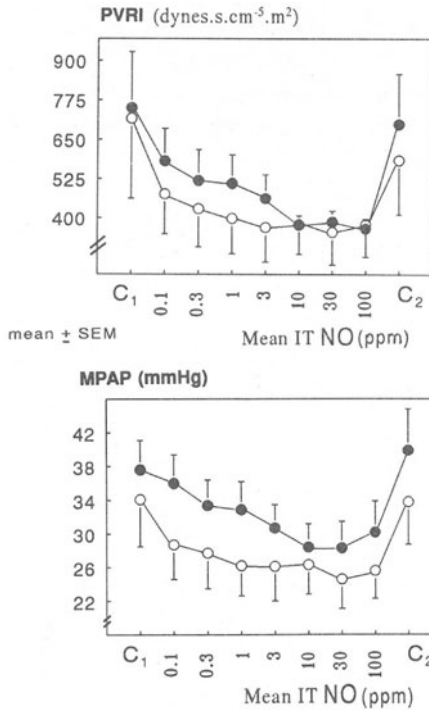 PVRI (dynes.s.cm⁻⁵.m²)
900
775
650
525
400
C₁ 0.1 0.3 1 3 10 30 100 C₂
mean ± SEM
Mean IT NO (ppm)
MPAP (mmHg)
42
38
34
30
26
22
C₁ 0.1 0.3 1 3 10 30 100 C₂
Mean IT NO (ppm)